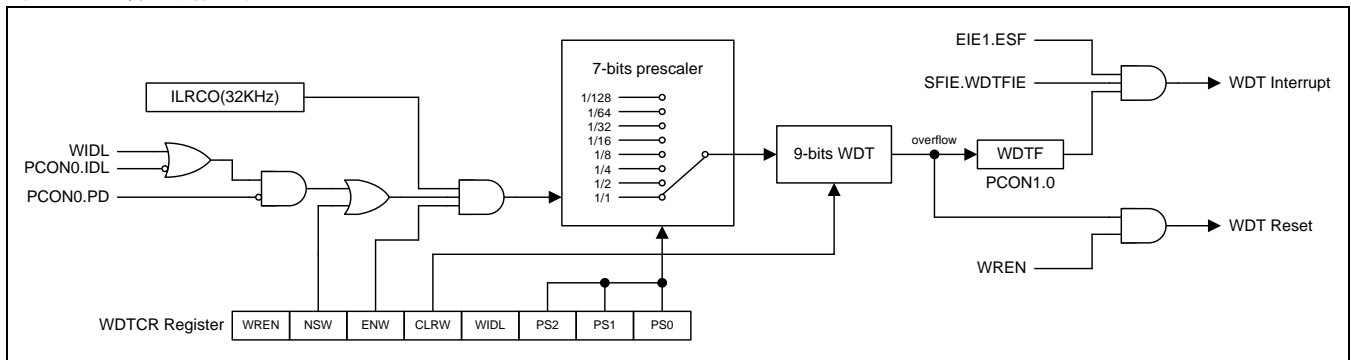 EIE1.ESF
7-bits prescaler
ILRCO(32KHz)
SFIE.WDTFIE
WDT Interrupt
1/128
1/64
1/32
1/16
1/8
1/4
1/2
1/1
WIDL
PCON0.IDL
PCON0.PD
9-bits WDT
overflow
WDTF
PCON1.0
WDT Reset
WREN
WDTCR Register
WREN NSW ENW CLRW WIDL PS2 PS1 PS0